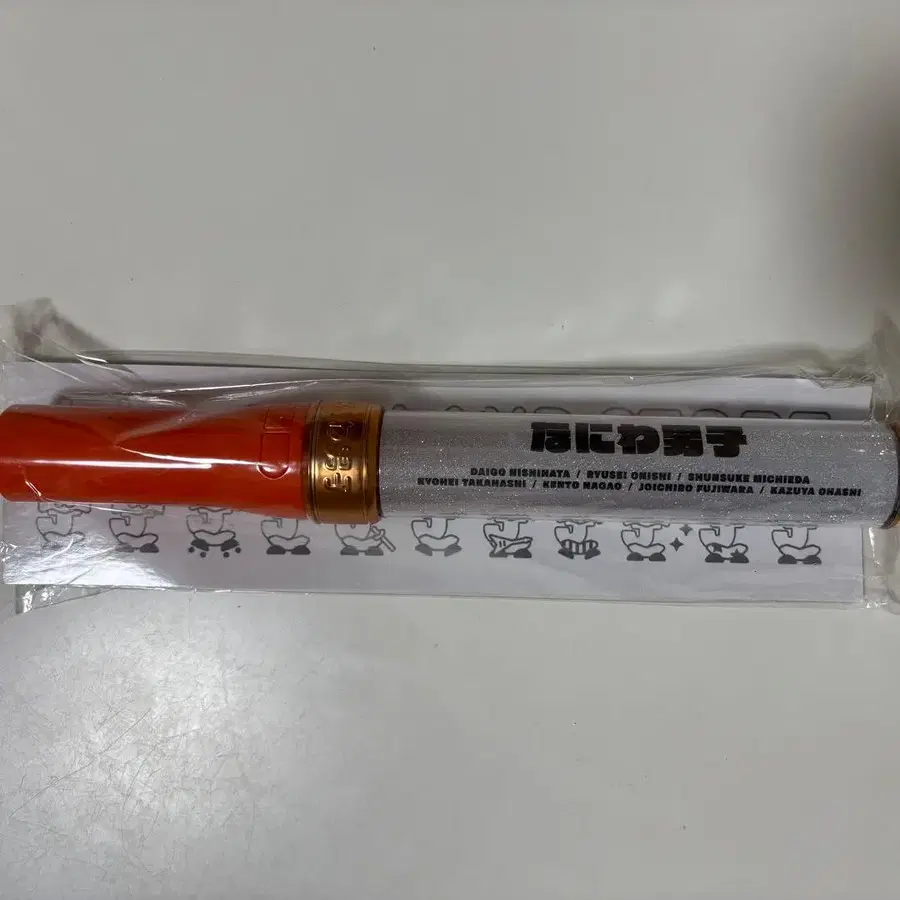 なにわ男子
DAIGO NISHIHATA / RYUSEI ONISHI / SHUNSUKE MICHIEDA
KYOHEI TAKAHASHI / KENTO NAGAO / JOICHIRO FUJIWARA / KAZUYA OHASHI